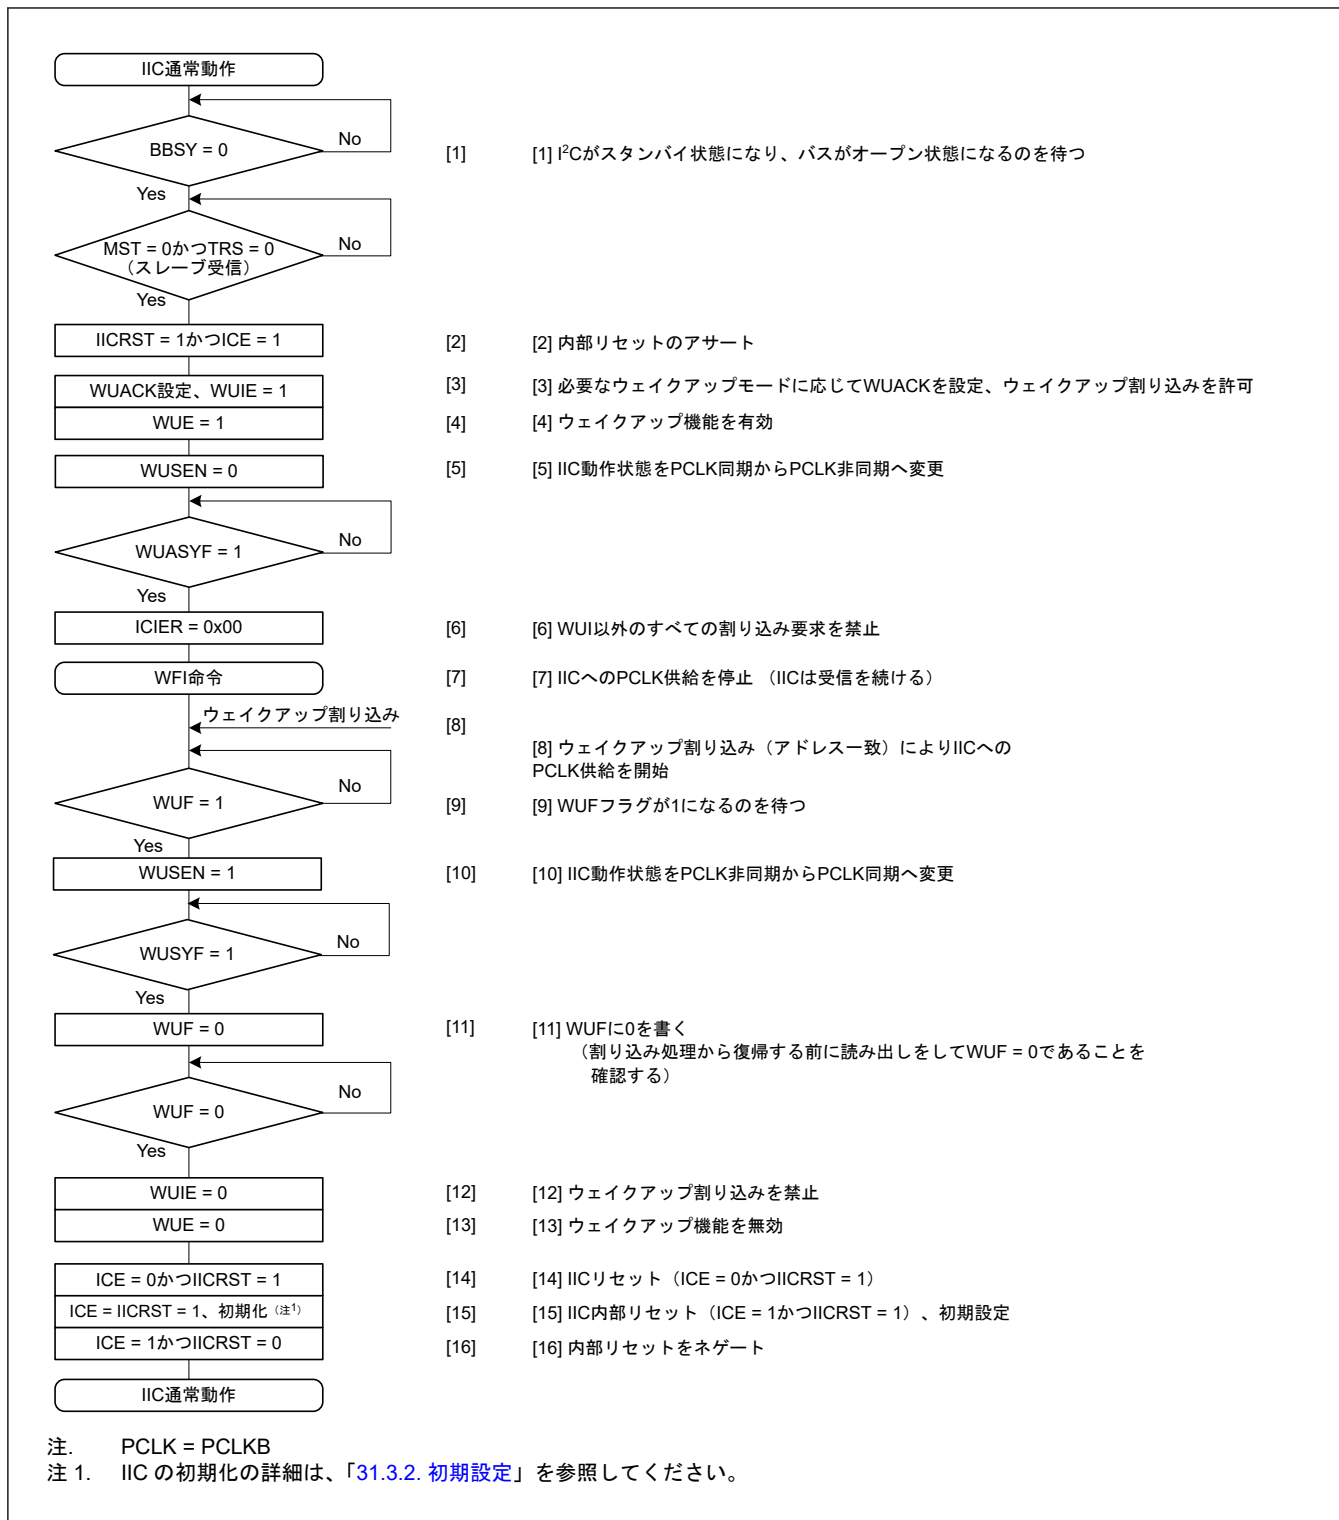 IIC通常動作
BBSY = 0
No
[1]
[1] I²Cがスタンバイ状態になり、バスがオープン状態になるのを待つ
Yes
MST = 0かつTRS = 0
(スレーブ受信)
No
Yes
IICRST = 1かつICE = 1
[2]
[2] 内部リセットのアサート
WUACK設定、WUIE = 1
[3]
[3] 必要なウェイクアップモードに応じてWUACKを設定、ウェイクアップ割り込みを許可
WUE = 1
[4]
[4] ウェイクアップ機能を有効
WUSEN = 0
[5]
[5] IIC動作状態をPCLK同期からPCLK非同期へ変更
WUASYF = 1
No
Yes
ICIER = 0x00
[6]
[6] WUI以外のすべての割り込み要求を禁止
WFI命令
[7]
[7] IICへのPCLK供給を停止 (IICは受信を続ける)
ウェイクアップ割り込み
[8]
[8] ウェイクアップ割り込み(アドレス一致)によりIICへの
PCLK供給を開始
WUF = 1
No
[9]
[9] WUFフラグが1になるのを待つ
Yes
WUSEN = 1
[10]
[10] IIC動作状態をPCLK非同期からPCLK同期へ変更
WUSYF = 1
No
Yes
WUF = 0
[11]
[11] WUFに0を書く
(割り込み処理から復帰する前に読み出しをしてWUF = 0であることを
確認する)
WUF = 0
No
Yes
WUIE = 0
[12]
[12] ウェイクアップ割り込みを禁止
WUE = 0
[13]
[13] ウェイクアップ機能を無効
ICE = 0かつIICRST = 1
[14]
[14] IICリセット(ICE = 0かつIICRST = 1)
ICE = IICRST = 1、初期化(注1)
[15]
[15] IIC内部リセット(ICE = 1かつIICRST = 1)、初期設定
ICE = 1かつIICRST = 0
[16]
[16] 内部リセットをネゲート
IIC通常動作
注. PCLK = PCLKB
注 1. IIC の初期化の詳細は、「31.3.2. 初期設定」を参照してください。